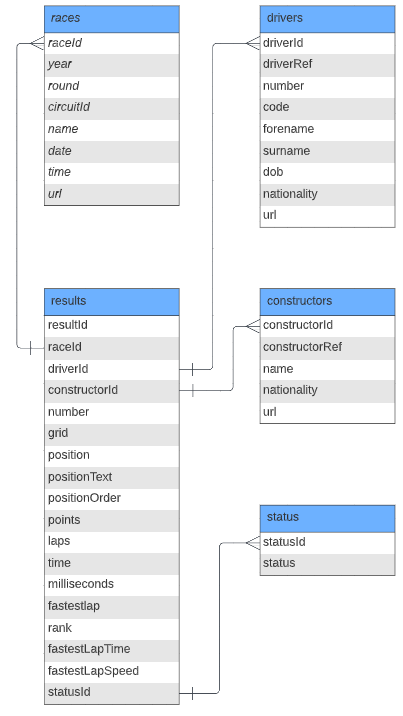 races
raceId
year
round
circuitId
name
date
time
url
drivers
driverId
driverRef
number
code
forename
surname
dob
nationality
url
results
resultId
raceId
driverId
constructorId
number
grid
position
positionText
positionOrder
points
laps
time
milliseconds
fastestlap
rank
fastestLapTime
fastestLapSpeed
statusId
constructors
constructorId
constructorRef
name
nationality
url
status
statusId
status